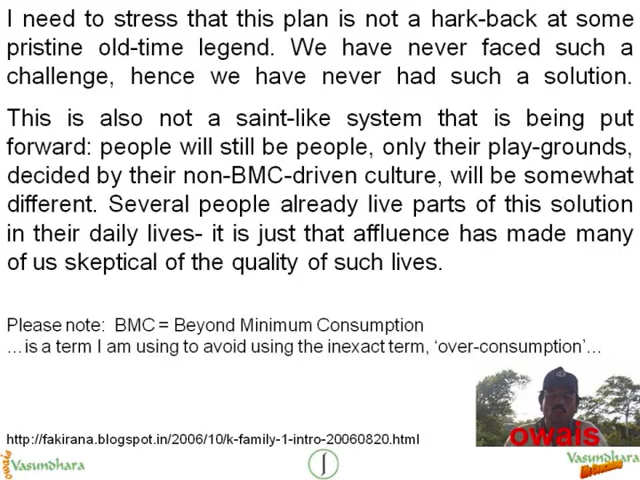 I need to stress that this plan is not a hark-back at some
pristine old-time legend. We have never faced such a
challenge, hence we have never had such a solution.
This is also not a saint-like system that is being put
forward: people will still be people, only their play-grounds,
decided by their non-BMC-driven culture, will be somewhat
different. Several people already live parts of this solution
in their daily lives- it is just that affluence has made many
of us skeptical of the quality of such lives.
Please note: BMC = Beyond Minimum Consumption
…is a term I am using to avoid using the inexact term, ‘over-consumption’…
owais
http://fakirana.blogspot.in/2006/10/k-family-1-intro-20060820.html
owais
Vasundhara
Vasundhara
Life Coaching